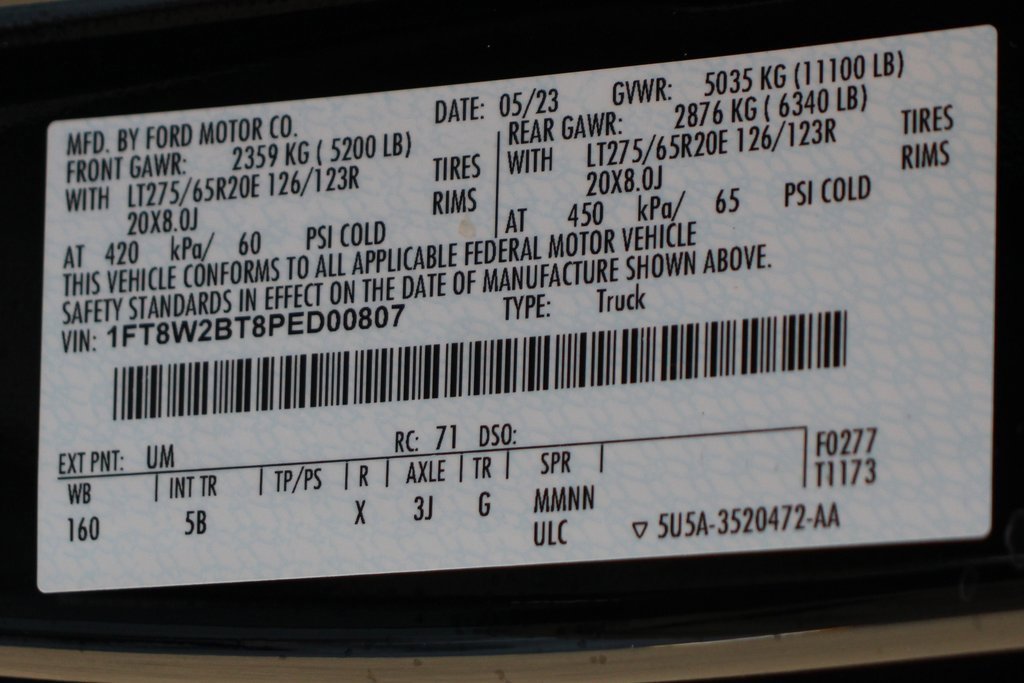 MFD. BY FORD MOTOR CO. DATE: 05/23 GVWR: 5035 KG (11100 LB)
FRONT GAWR: 2359 KG ( 5200 LB) REAR GAWR: 2876 KG ( 6340 LB)
WITH LT275/65R20E 126/123R TIRES WITH LT275/65R20E 126/123R TIRES
20X8.0J RIMS 20X8.0J RIMS
AT 420 kPa/ 60 PSI COLD AT 450 kPa/ 65 PSI COLD
THIS VEHICLE CONFORMS TO ALL APPLICABLE FEDERAL MOTOR VEHICLE
SAFETY STANDARDS IN EFFECT ON THE DATE OF MANUFACTURE SHOWN ABOVE.
VIN: 1FT8W2BT8PED00807 TYPE: Truck
EXT PNT: UM RC: 71 DSO:
WB INT TR TP/PS R AXLE TR SPR F0277
160 5B X 3J G MMNN T1173
ULC ▽ 5U5A-3520472-AA